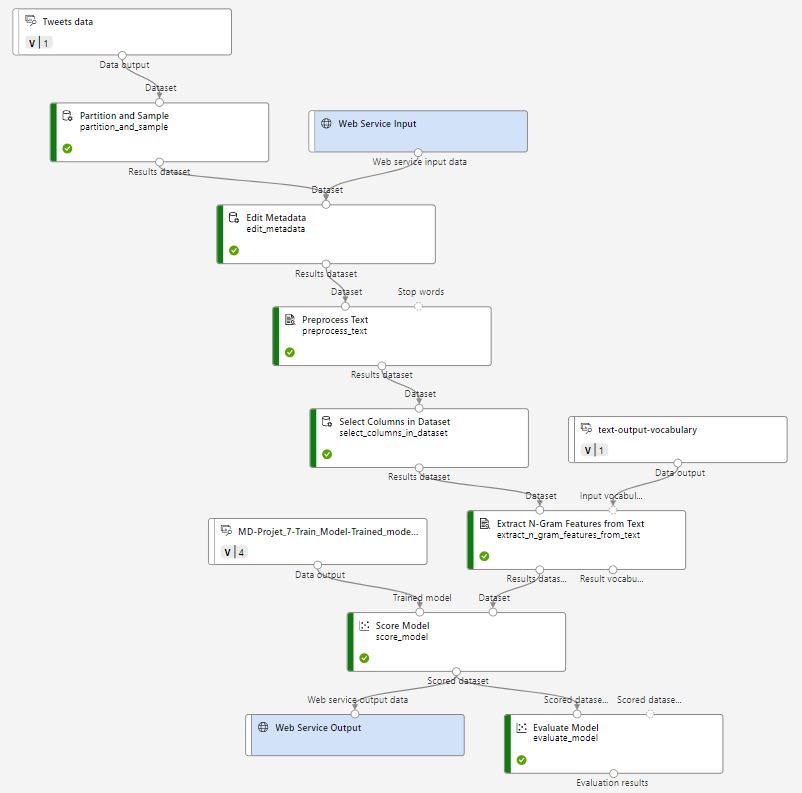 Tweets data
V 1
Data output
Dataset
Partition and Sample
partition_and_sample
Results dataset
Web Service Input
Web service input data
Dataset
Edit Metadata
edit_metadata
Results dataset
Dataset
Stop words
Preprocess Text
preprocess_text
Results dataset
Dataset
Select Columns in Dataset
select_columns_in_dataset
Results dataset
text-output-vocabulary
V 1
Data output
Dataset
Input vocabul...
Extract N-Gram Features from Text
extract_n_gram_features_from_text
Results datas...
Result vocabu...
MD-Projet_7-Train_Model-Trained_mode...
V 4
Data output
Trained model
Dataset
Score Model
score_model
Scored dataset
Web service output data
Web Service Output
Scored datase...
Scored datase...
Evaluate Model
evaluate_model
Evaluation results